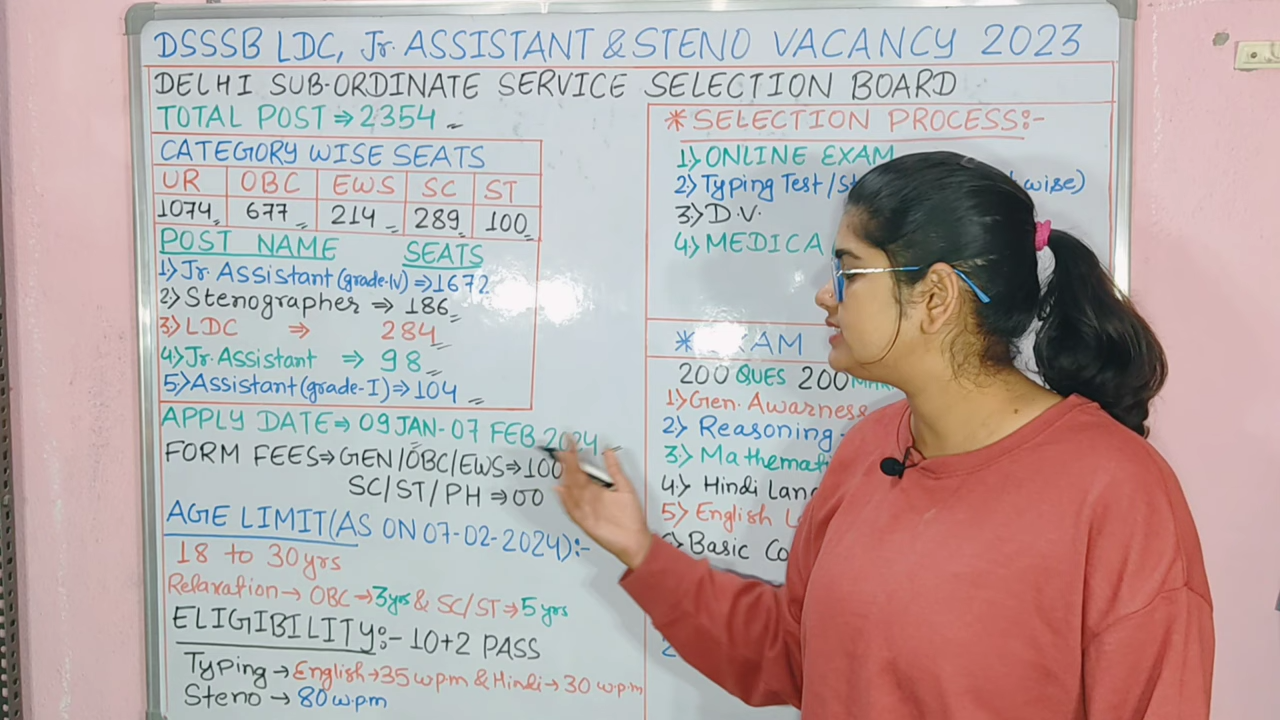 DSSSB LDC, Jr. ASSISTANT & STENO VACANCY 2023
DELHI SUB-ORDINATE SERVICE SELECTION BOARD
TOTAL POST ⇒ 2354
CATEGORY WISE SEATS
UR OBC EWS SC ST
1074 677 214 289 100
POST NAME SEATS
1) Jr. Assistant (grade-IV) ⇒ 1672
2) Stenographer ⇒ 186
3) LDC ⇒ 284
4) Jr. Assistant ⇒ 98
5) Assistant (grade-I) ⇒ 104
APPLY DATE ⇒ 09 JAN - 07 FEB 2024
FORM FEES ⇒ GEN/OBC/EWS ⇒ 100
SC/ST/PH ⇒ 00
AGE LIMIT (AS ON 07-02-2024):-
18 to 30 yrs
Relaxation → OBC → 3 yrs & SC/ST → 5 yrs
ELIGIBILITY:- 10+2 PASS
Typing → English → 35 w.p.m & Hindi → 30 w.p.m
Steno → 80 w.p.m
* SELECTION PROCESS:-
1) ONLINE EXAM
2) Typing Test / wise)
3) D.V.
4) MEDICA
* EXAM
200 QUES 200
1) Gen. Awarness
2) Reasoning -
3) Mathemati
4) Hindi Lan
5) English L
Basic Co